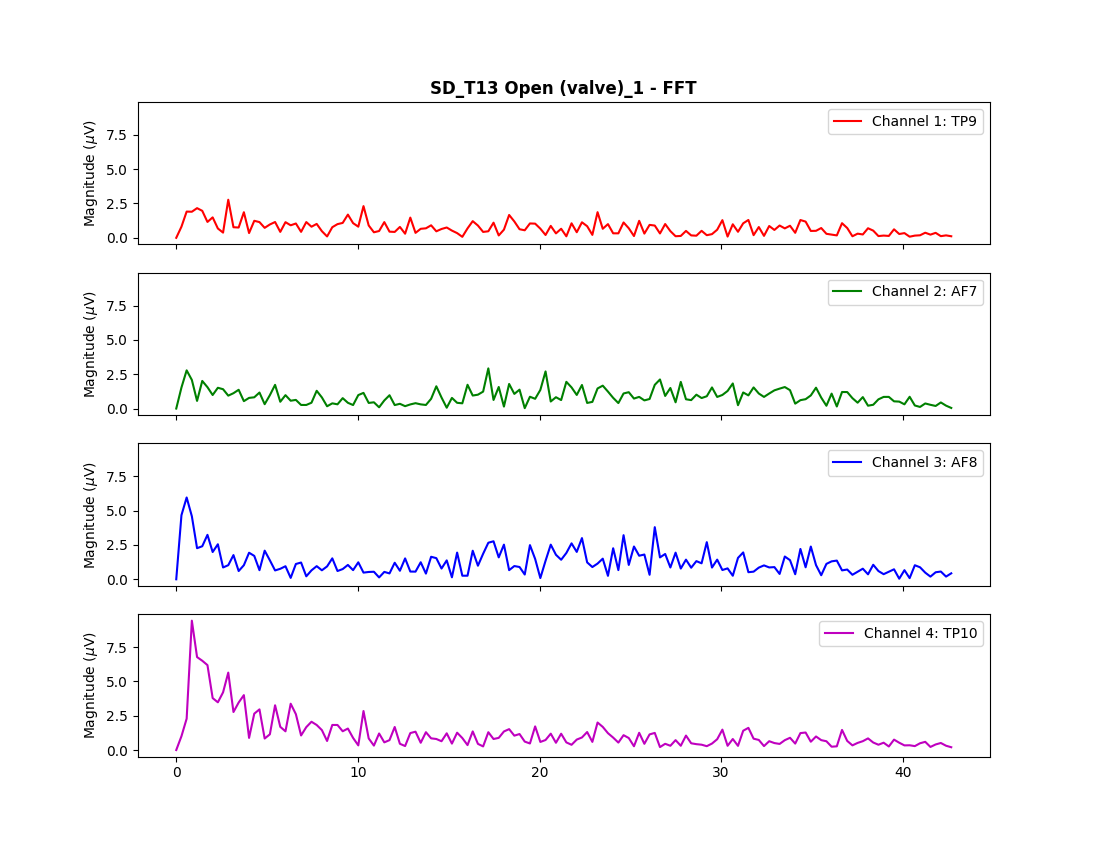 SD_T13 Open (valve)_1 - FFT
Magnitude (μV)
7.5
5.0
2.5
0.0
Channel 1: TP9
Magnitude (μV)
7.5
5.0
2.5
0.0
Channel 2: AF7
Magnitude (μV)
7.5
5.0
2.5
0.0
Channel 3: AF8
Magnitude (μV)
7.5
5.0
2.5
0.0
Channel 4: TP10
0 10 20 30 40